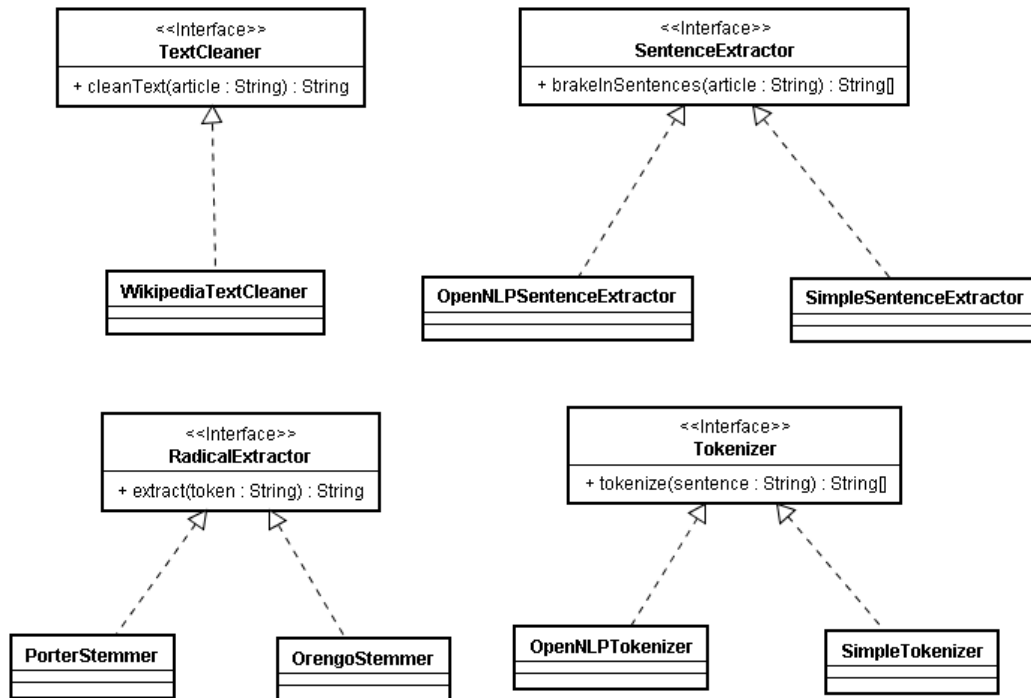 <<Interface>>
TextCleaner
+ cleanText(article : String) : String
<<Interface>>
SentenceExtractor
+ brakeInSentences(article : String) : String[]
WikipediaTextCleaner
OpenNLPSentenceExtractor
SimpleSentenceExtractor
<<Interface>>
RadicalExtractor
+ extract(token : String) : String
<<Interface>>
Tokenizer
+ tokenize(sentence : String) : String[]
PorterStemmer
OrengoStemmer
OpenNLPTokenizer
SimpleTokenizer